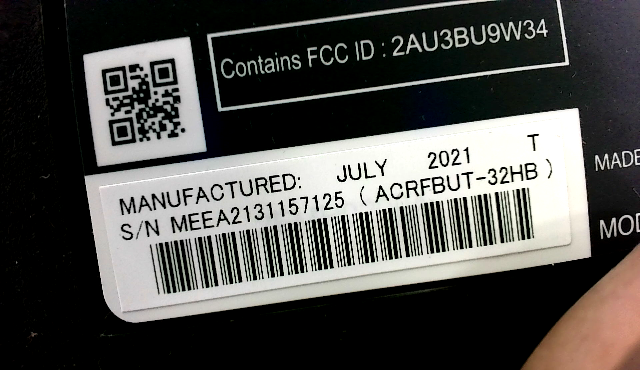 Contains FCC ID : 2AU3BU9W34
MANUFACTURED: JULY 2021 T
S/N MEEA2131157125 ( ACRFBUT-32HB )
MADE
MOD